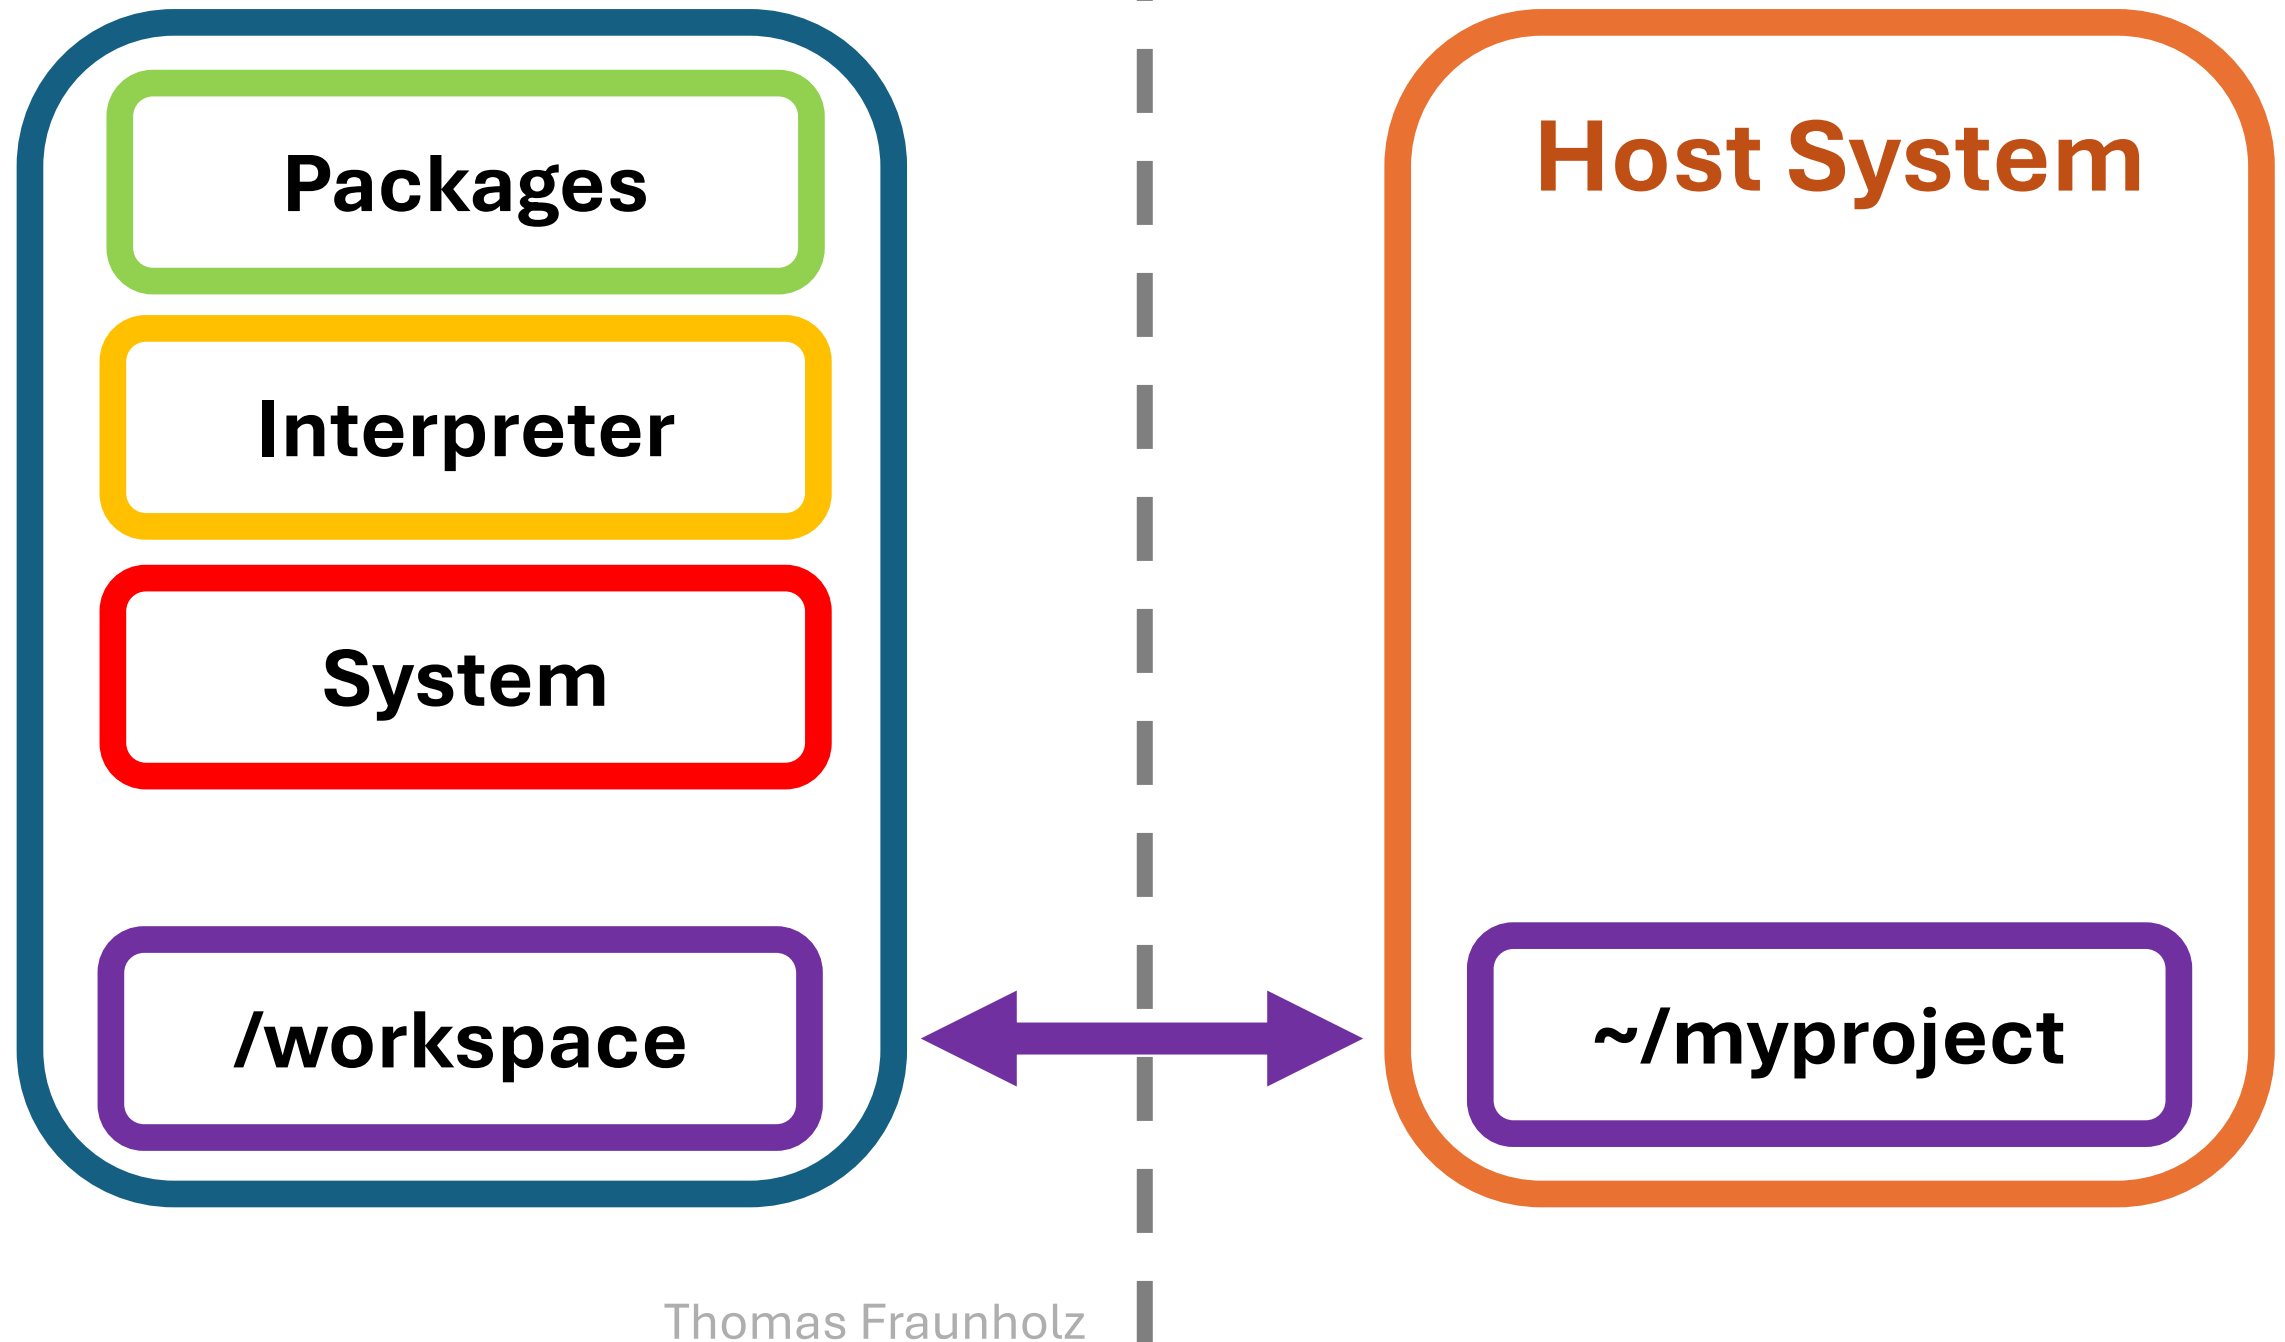 Packages
Interpreter
System
/workspace
Host System
~/myproject
Thomas Fraunholz